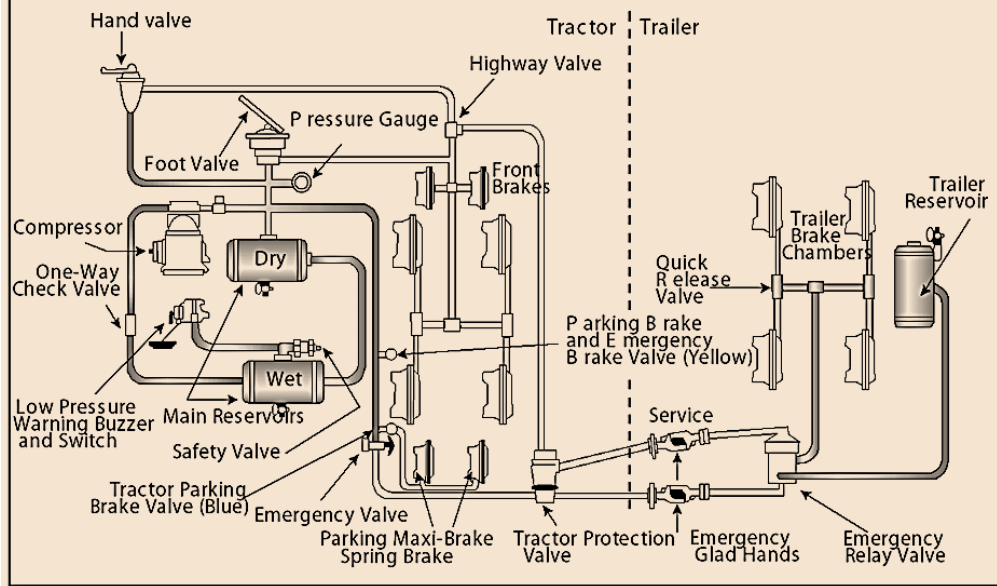 Hand valve
Tractor
Trailer
Highway Valve
P ressure Gauge
Foot Valve
Front
Brakes
Trailer
Reservoir
Trailer
Brake
Chambers
Compressor
Dry
One-Way
Check Valve
Quick
R elease
Valve
P arking B rake
and E mergency
B rake Valve (Yellow)
Wet
Low Pressure
Warning Buzzer
and Switch
Main Reservoirs
Service
Safety Valve
Tractor Parking
Brake Valve (Blue)
Emergency Valve
Parking Maxi-Brake
Spring Brake
Tractor Protection
Valve
Emergency
Glad Hands
Emergency
Relay Valve